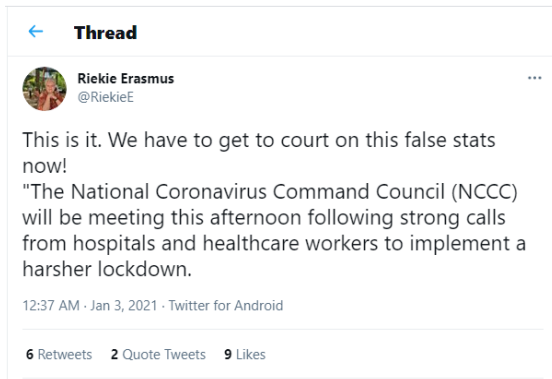 Thread
Riekie Erasmus
@RiekieE
This is it. We have to get to court on this false stats
now!
"The National Coronavirus Command Council (NCCC)
will be meeting this afternoon following strong calls
from hospitals and healthcare workers to implement a
harsher lockdown.
12:37 AM · Jan 3, 2021 · Twitter for Android
6 Retweets 2 Quote Tweets 9 Likes